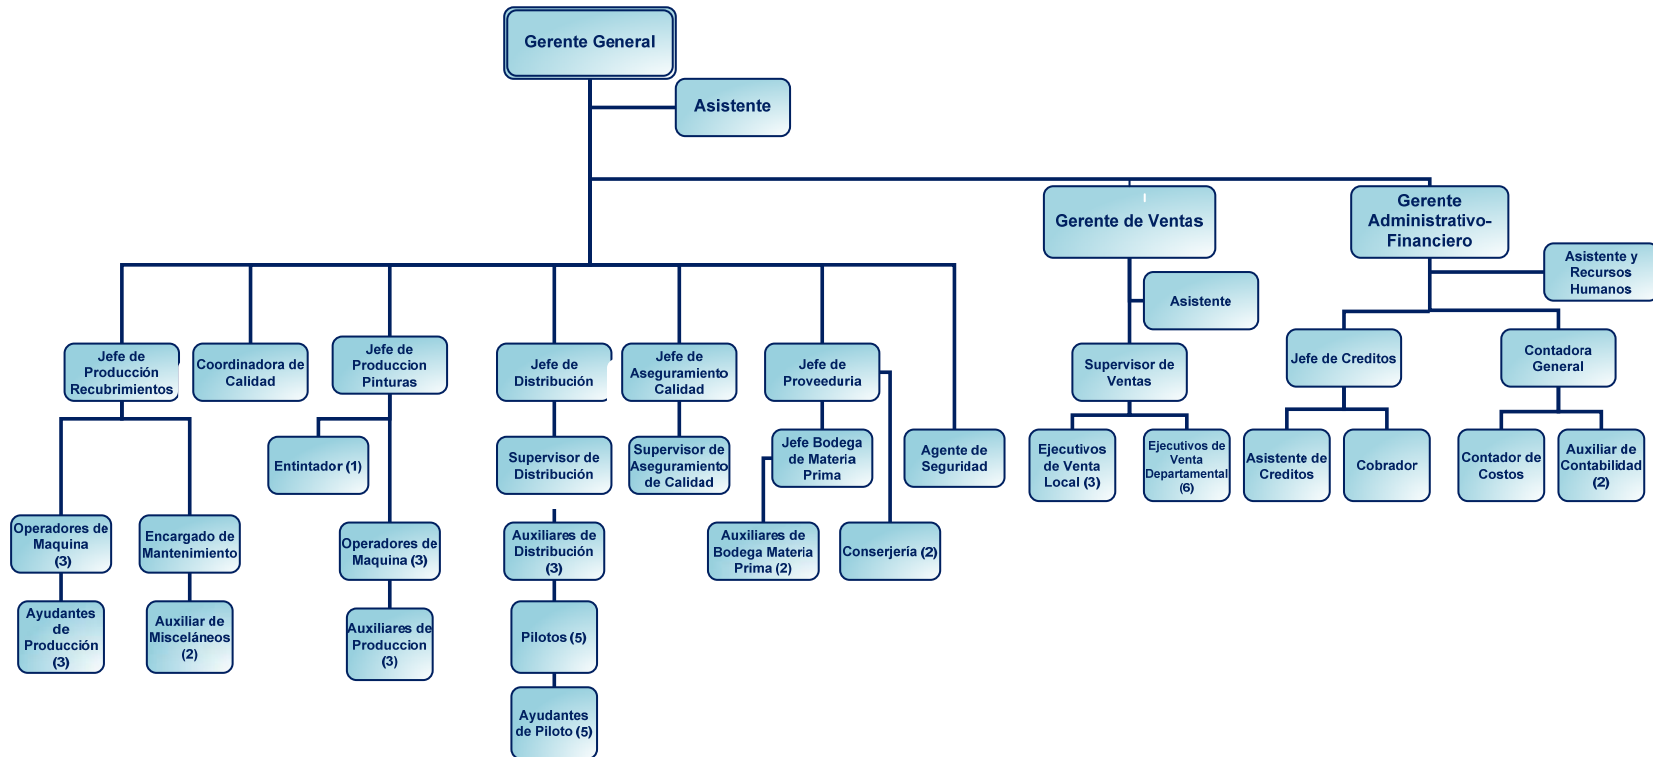 Gerente General
Asistente
Gerente de Ventas
Gerente
Administrativo-
Financiero
Asistente y
Recursos
Humanos
Asistente
Jefe de
Producción
Recubrimientos
Coordinadora de
Calidad
Jefe de
Produccion
Pinturas
Jefe de
Distribución
Jefe de
Aseguramiento
Calidad
Jefe de
Proveeduria
Supervisor de
Ventas
Jefe de Creditos
Contadora
General
Entintador (1)
Supervisor de
Distribución
Supervisor de
Aseguramiento
de Calidad
Jefe Bodega
de Materia
Prima
Agente de
Seguridad
Ejecutivos
de Venta
Local (3)
Ejecutivos de
Venta
Departamental
(6)
Asistente de
Creditos
Cobrador
Contador de
Costos
Auxiliar de
Contabilidad
(2)
Operadores de
Maquina
(3)
Encargado de
Mantenimiento
Operadores de
Maquina (3)
Auxiliares de
Distribución
(3)
Auxiliares de
Bodega Materia
Prima (2)
Conserjería (2)
Ayudantes
de
Producción
(3)
Auxiliar de
Misceláneos
(2)
Auxiliares de
Produccion
(3)
Pilotos (5)
Ayudantes
de Piloto (5)